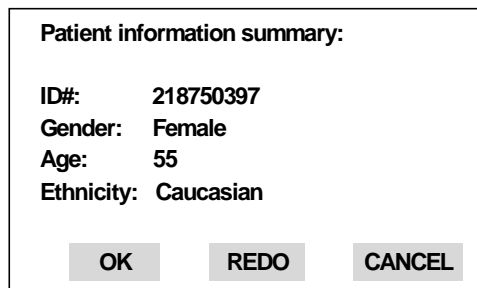 Patient information summary:
ID#: 218750397
Gender: Female
Age: 55
Ethnicity: Caucasian
OK REDO CANCEL